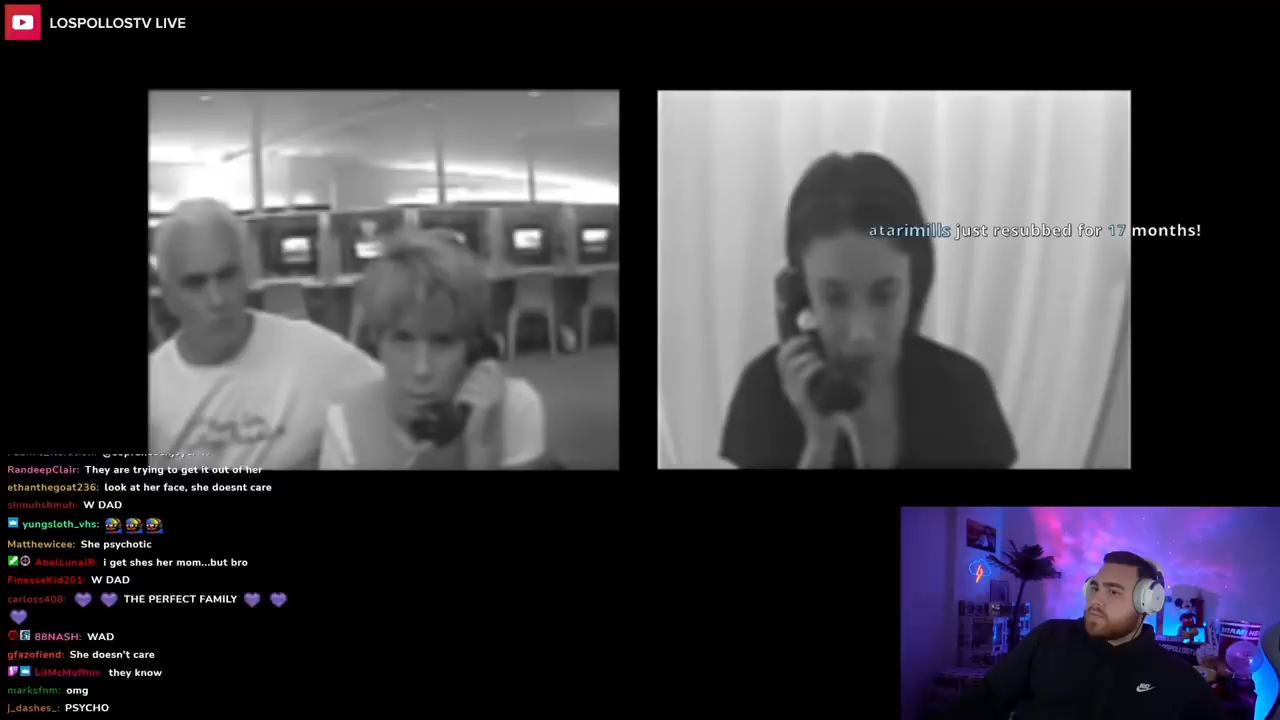 LOSPOLLOSTV LIVE
atarimills just resubbed for 17 months!
RandeepClair: They are trying to get it out of her
ethanthegoat236: look at her face, she doesnt care
shmuhshmuh: W DAD
yungsloth_vhs:
Matthewicee: She psychotic
AbelLunaJR: i get shes her mom...but bro
FinesseKid201: W DAD
carloss408: THE PERFECT FAMILY
88NASH: WAD
gfazofiend: She doesn't care
LilMcMuffins: they know
marksfnm: omg
j_dashes_: PSYCHO